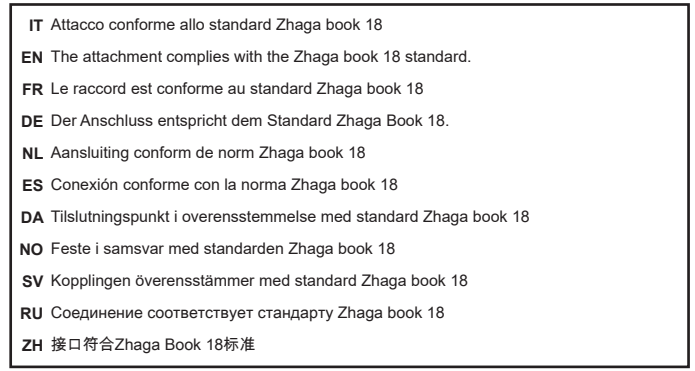 IT Attacco conforme allo standard Zhaga book 18
EN The attachment complies with the Zhaga book 18 standard.
FR Le raccord est conforme au standard Zhaga book 18
DE Der Anschluss entspricht dem Standard Zhaga Book 18.
NL Aansluiting conform de norm Zhaga book 18
ES Conexión conforme con la norma Zhaga book 18
DA Tilslutningspunkt i overensstemmelse med standard Zhaga book 18
NO Feste i samsvar med standarden Zhaga book 18
SV Kopplingen överensstämmer med standard Zhaga book 18
RU Соединение соответствует стандарту Zhaga book 18
ZH 接口符合Zhaga Book 18标准